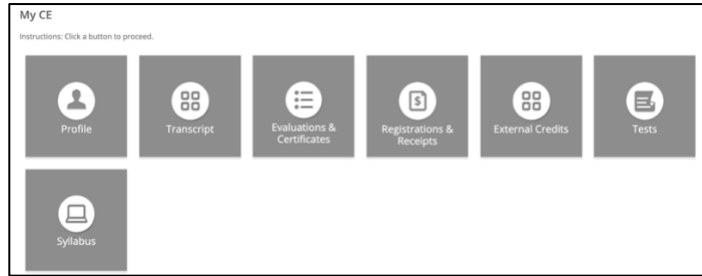 My CE
Instructions: Click a button to proceed.
Profile
Transcript
Evaluations &
Certificates
Registrations &
Receipts
External Credits
Tests
Syllabus